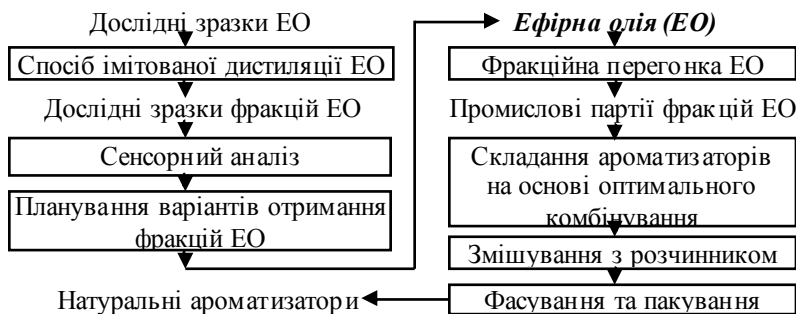 Дослідні зразки ЕО
Спосіб імітованої дистиляції ЕО
Дослідні зразки фракцій ЕО
Сенсорний аналіз
Планування варіантів отримання
фракцій ЕО
Ефірна олія (ЕО)
Фракційна перегонка ЕО
Промислові партії фракцій ЕО
Складання ароматизаторів
на основі оптимального
комбінування
Змішування з розчинником
Фасування та пакування
Натуральні ароматизатори